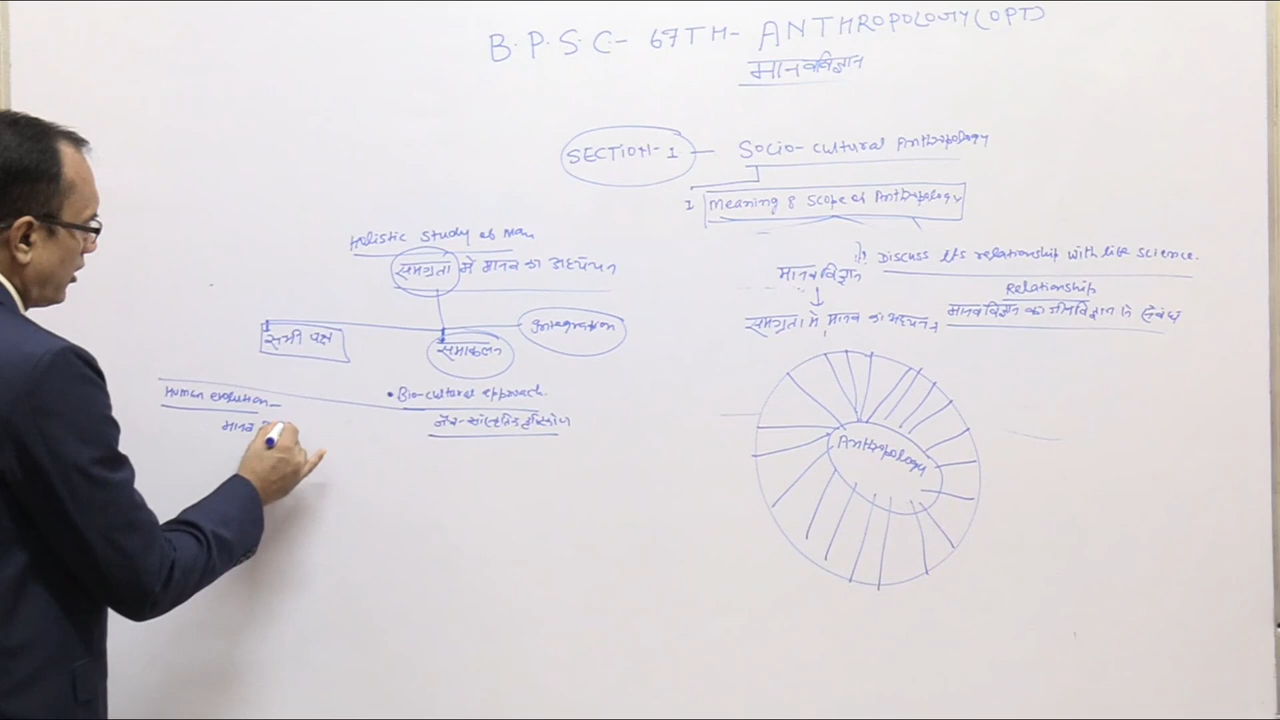 B.P.S.C- 67TH- ANTHROPOLOGY(OPT)
मानवविज्ञान
SECTION-1 — Socio-cultural Anthropology
1 Meaning & Scope of Anthropology
Holistic study of Man
समग्रता में मानव का अध्ययन
Discuss its relationship with life science.
मानवविज्ञान
Relationship
समग्रता में मानव का अध्ययन
मानवविज्ञान का जीवविज्ञान से संबंध
Integration
सभी पक्ष
समाकलन
Human evolution-
• Bio-cultural approach.
मानव
जैव-सांस्कृतिक दृष्टिकोण
Anthropology